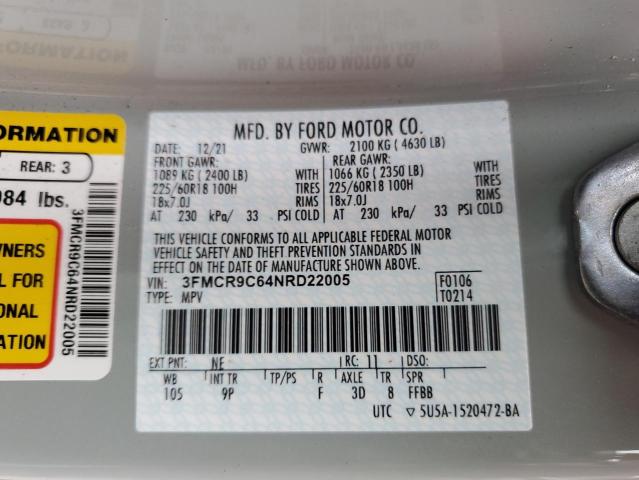 MFD. BY FORD MOTOR CO.
ORMATION
REAR: 3
984 lbs.
WNERS
L FOR
ONAL
ATION
3FMCR9C64NRD22005
MFD. BY FORD MOTOR CO.
DATE: 12/21 GVWR: 2100 KG ( 4630 LB)
FRONT GAWR: REAR GAWR:
1089 KG ( 2400 LB) WITH 1066 KG ( 2350 LB) WITH
225/60R18 100H TIRES 225/60R18 100H TIRES
18x7.0J RIMS 18x7.0J RIMS
AT 230 kPa/ 33 PSI COLD AT 230 kPa/ 33 PSI COLD
THIS VEHICLE CONFORMS TO ALL APPLICABLE FEDERAL MOTOR
VEHICLE SAFETY AND THEFT PREVENTION STANDARDS IN
EFFECT ON THE DATE OF MANUFACTURE SHOWN ABOVE.
VIN: 3FMCR9C64NRD22005 F0106
TYPE: MPV T0214
EXT PNT: NE RC: 11 DSO:
WB INT TR TP/PS R AXLE TR SPR
105 9P F 3D 8 FFBB
UTC ▽ 5U5A-1520472-BA